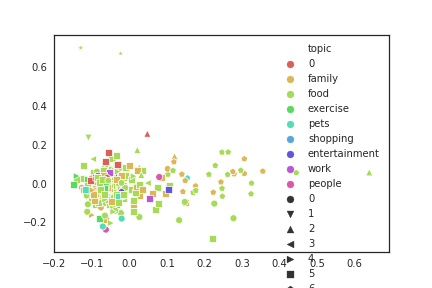 topic
0
family
food
exercise
pets
shopping
entertainment
work
people
0
1
2
3
4
5
0.6
0.4
0.2
0.0
−0.2
−0.2 −0.1 0.0 0.1 0.2 0.3 0.4 0.5 0.6